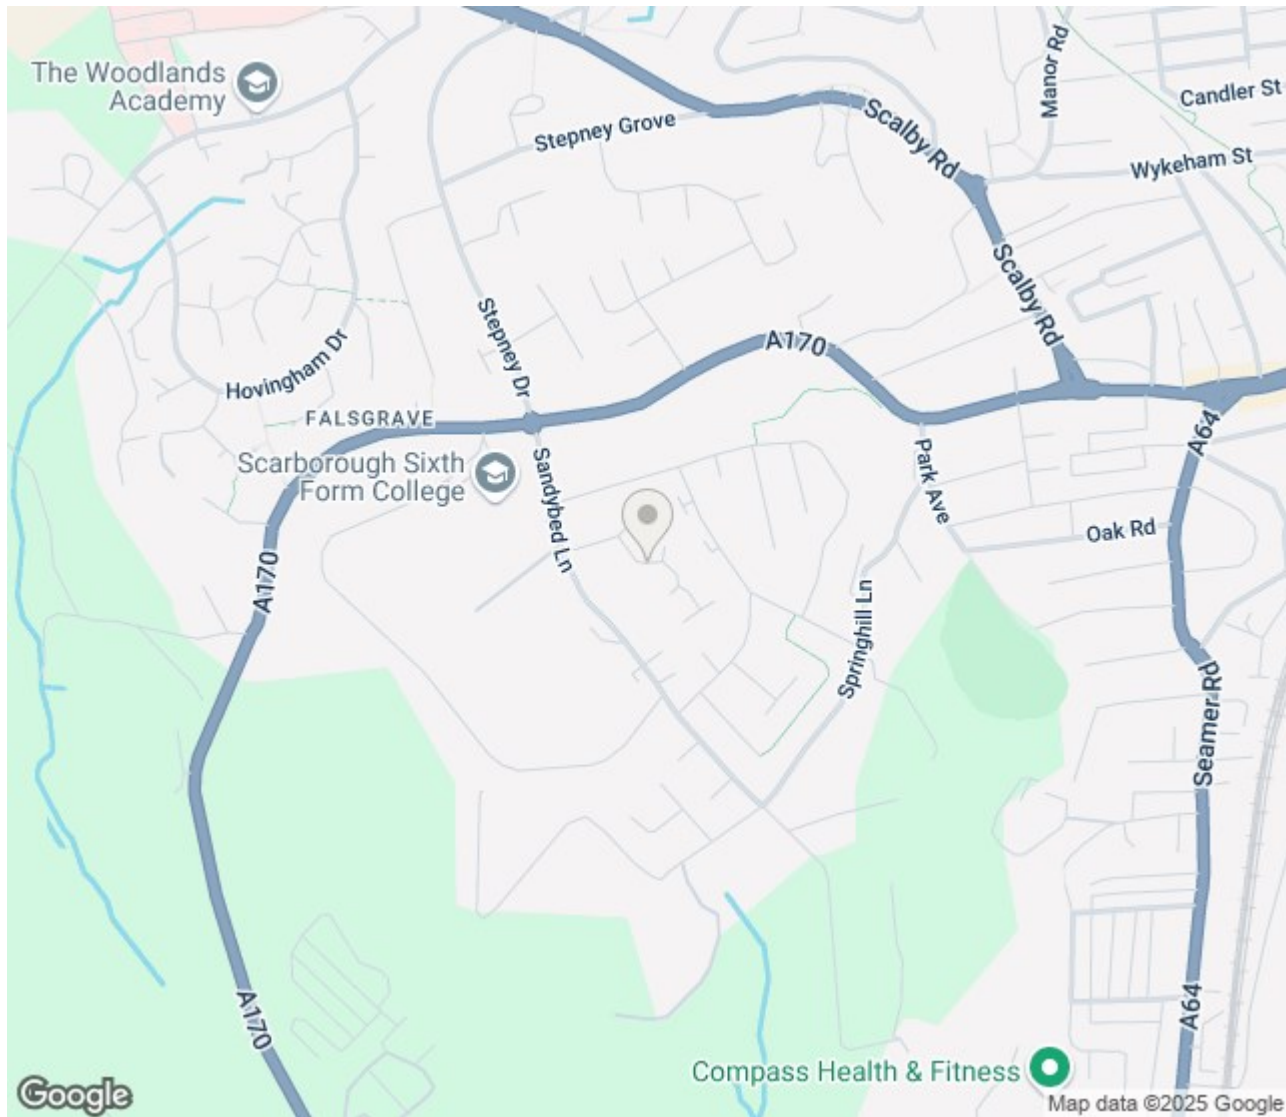 The Woodlands
Academy
Stepney Grove
Scalby Rd
Manor Rd
Candler St
Wykeham St
Scalby Rd
Stepney Dr
A170
Hovingham Dr
FALSGRAVE
Scarborough Sixth
Form College
Sandybed Ln
Park Ave
A64
Oak Rd
A170
Springhill Ln
Seamer Rd
A170
A64
Compass Health & Fitness
Google
Map data ©2025 Google